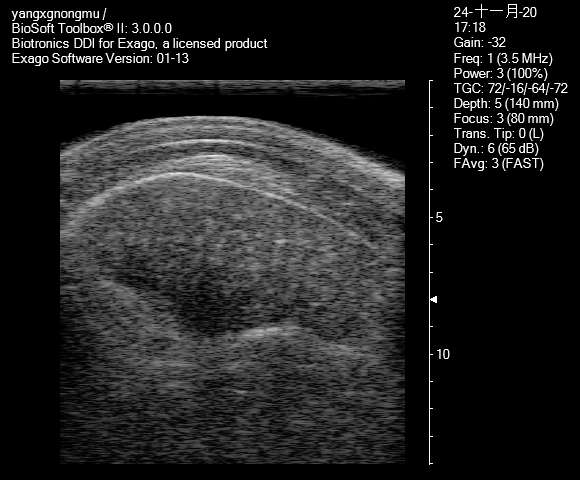 yangxgnongmu /
BioSoft Toolbox® II: 3.0.0.0
Biotronics DDI for Exago, a licensed product
Exago Software Version: 01-13
24-十一月-20
17:18
Gain: -32
Freq: 1 (3.5 MHz)
Power: 3 (100%)
TGC: 72/-16/-64/-72
Depth: 5 (140 mm)
Focus: 3 (80 mm)
Trans. Tip: 0 (L)
Dyn.: 6 (65 dB)
FAvg: 3 (FAST)
5
10